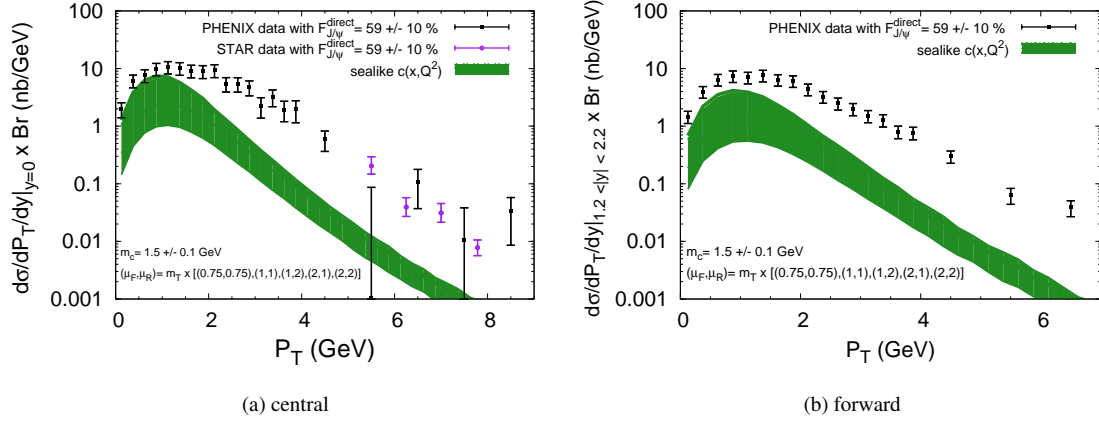 PHENIX data with F^direct_J/ψ = 59 +/- 10 %
STAR data with F^direct_J/ψ = 59 +/- 10 %
sealike c(x,Q²)
dσ/dP_T/dy|_y=0 x Br (nb/GeV)
100
10
1
0.1
0.01
0.001
m_c= 1.5 +/- 0.1 GeV
(μ_F,μ_R)= m_T x [(0.75,0.75),(1,1),(1,2),(2,1),(2,2)]
0 2 4 6 8
P_T (GeV)
(a) central
PHENIX data with F^direct_J/ψ = 59 +/- 10 %
sealike c(x,Q²)
dσ/dP_T/dy|_1.2 <|y| < 2.2 x Br (nb/GeV)
100
10
1
0.1
0.01
0.001
m_c= 1.5 +/- 0.1 GeV
(μ_F,μ_R)= m_T x [(0.75,0.75),(1,1),(1,2),(2,1),(2,2)]
0 2 4 6
P_T (GeV)
(b) forward